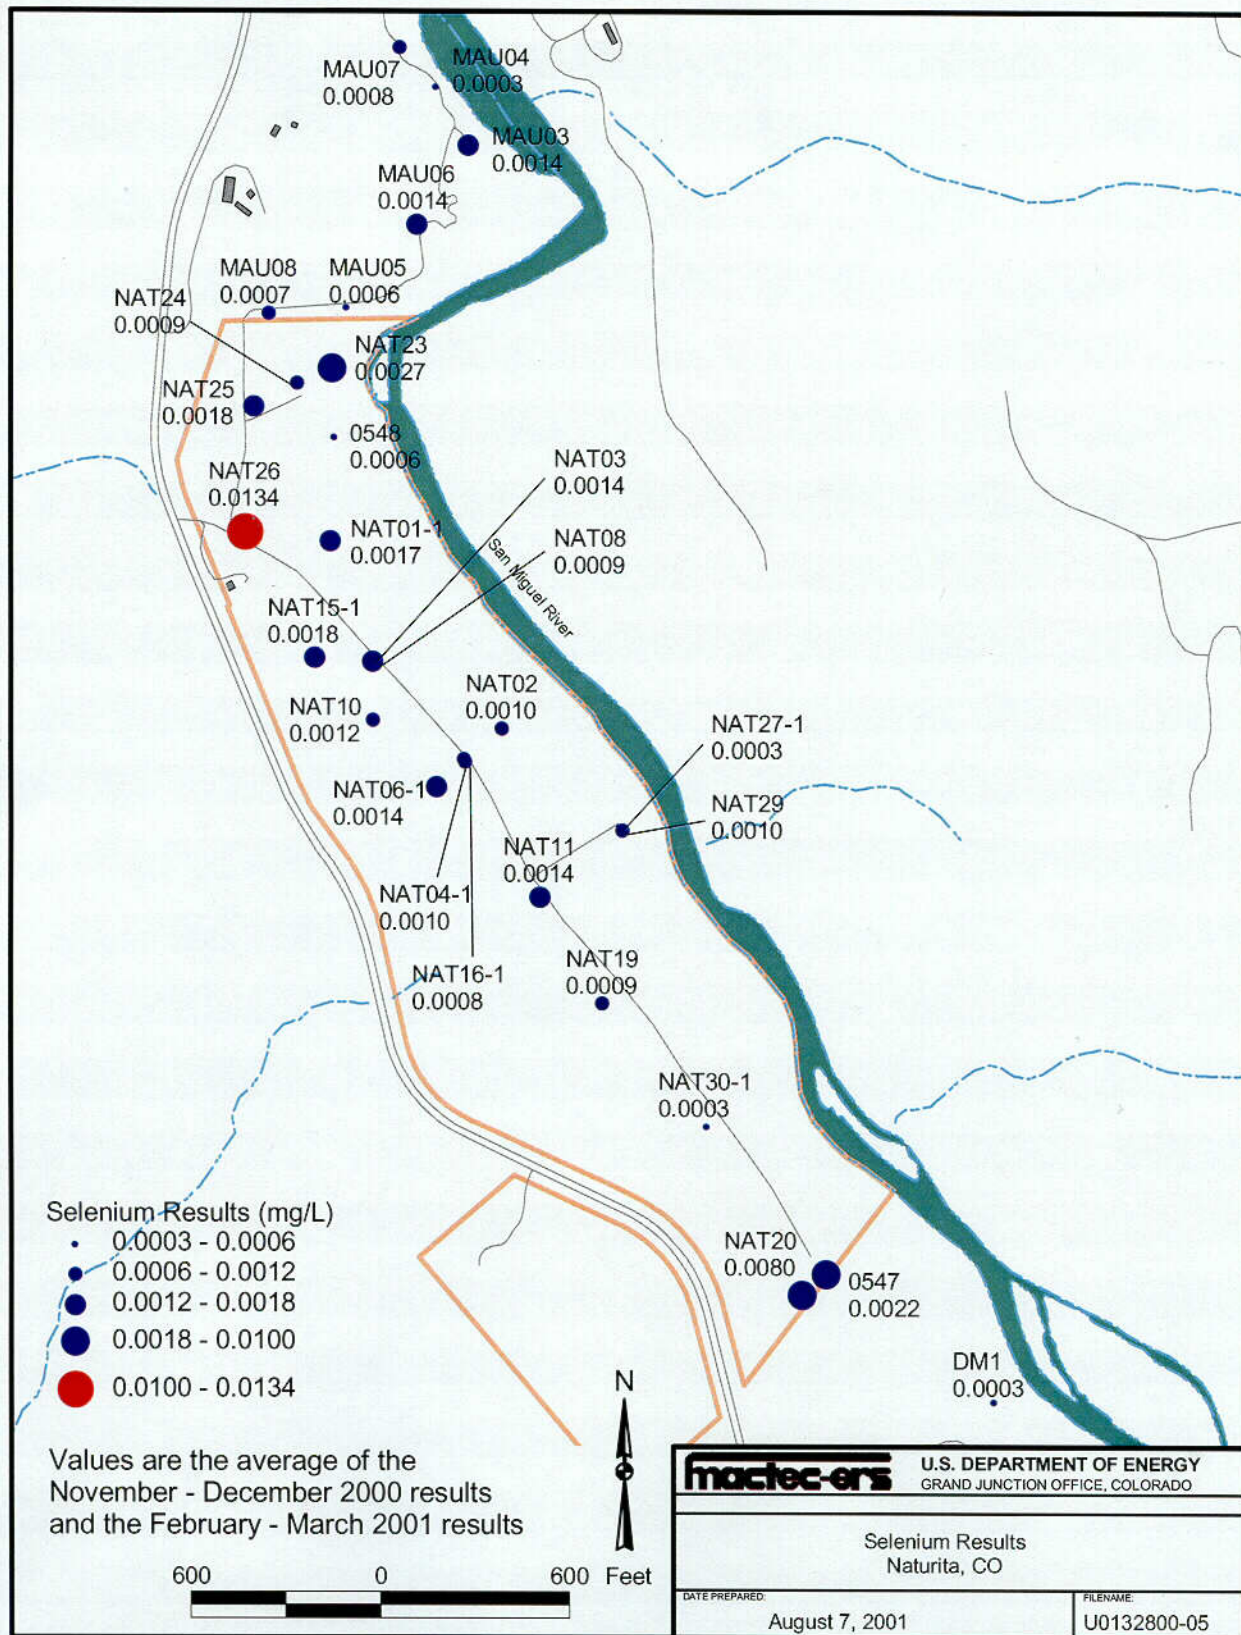 MAU07
0.0008
MAU04
0.0003
MAU03
0.0014
MAU06
0.0014
MAU08
0.0007
MAU05
0.0006
NAT24
0.0009
NAT23
0.0027
NAT25
0.0018
0548
0.0006
NAT26
0.0134
NAT03
0.0014
NAT01-1
0.0017
NAT08
0.0009
San Miguel River
NAT15-1
0.0018
NAT10
0.0012
NAT02
0.0010
NAT27-1
0.0003
NAT06-1
0.0014
NAT29
0.0010
NAT11
0.0014
NAT04-1
0.0010
NAT16-1
0.0008
NAT19
0.0009
NAT30-1
0.0003
NAT20
0.0080
0547
0.0022
DM1
0.0003
Selenium Results (mg/L)
0.0003 - 0.0006
0.0006 - 0.0012
0.0012 - 0.0018
0.0018 - 0.0100
0.0100 - 0.0134
Values are the average of the
November - December 2000 results
and the February - March 2001 results
N
600 0 600 Feet
mactec-ers
U.S. DEPARTMENT OF ENERGY
GRAND JUNCTION OFFICE, COLORADO
Selenium Results
Naturita, CO
DATE PREPARED:
August 7, 2001
FILENAME:
U0132800-05